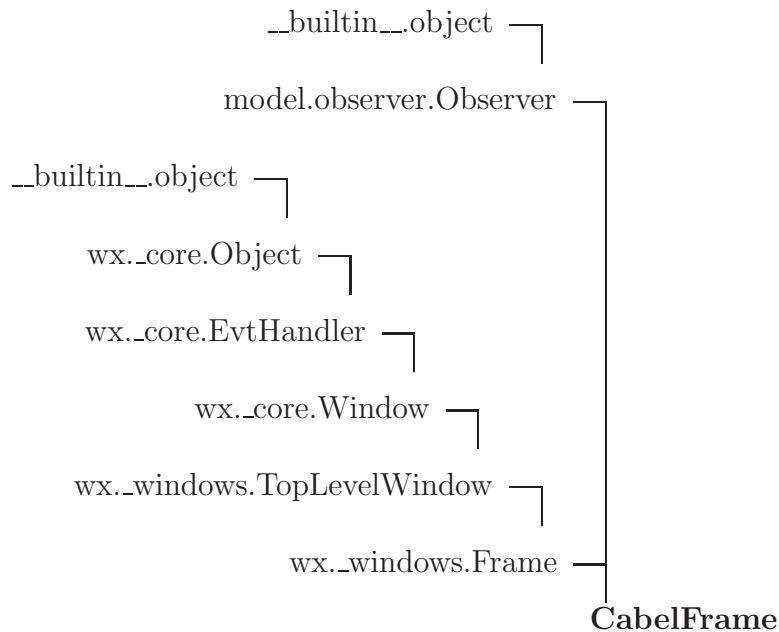 __builtin__.object
model.observer.Observer
__builtin__.object
wx._core.Object
wx._core.EvtHandler
wx._core.Window
wx._windows.TopLevelWindow
wx._windows.Frame
CabelFrame